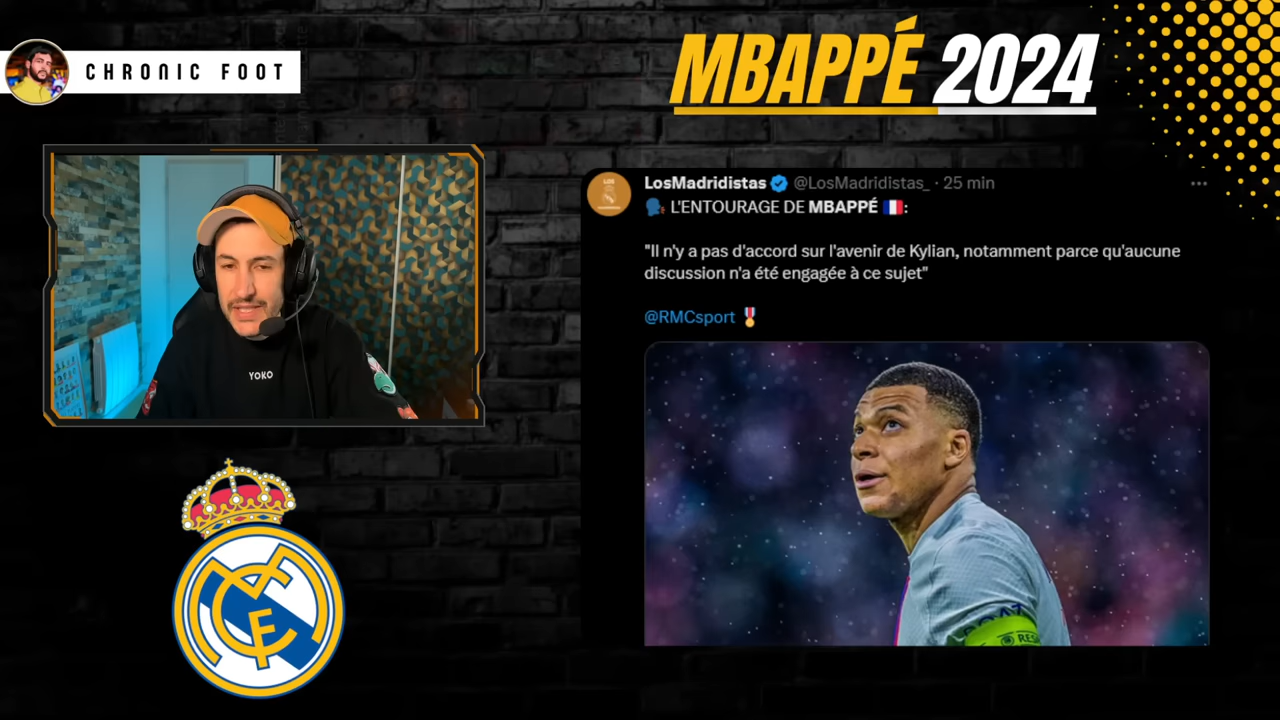 CHRONIC FOOT
MBAPPÉ 2024
YOKO
LosMadridistas @LosMadridistas_ · 25 min
L'ENTOURAGE DE MBAPPÉ :
"Il n'y a pas d'accord sur l'avenir de Kylian, notamment parce qu'aucune
discussion n'a été engagée à ce sujet"
@RMCsport